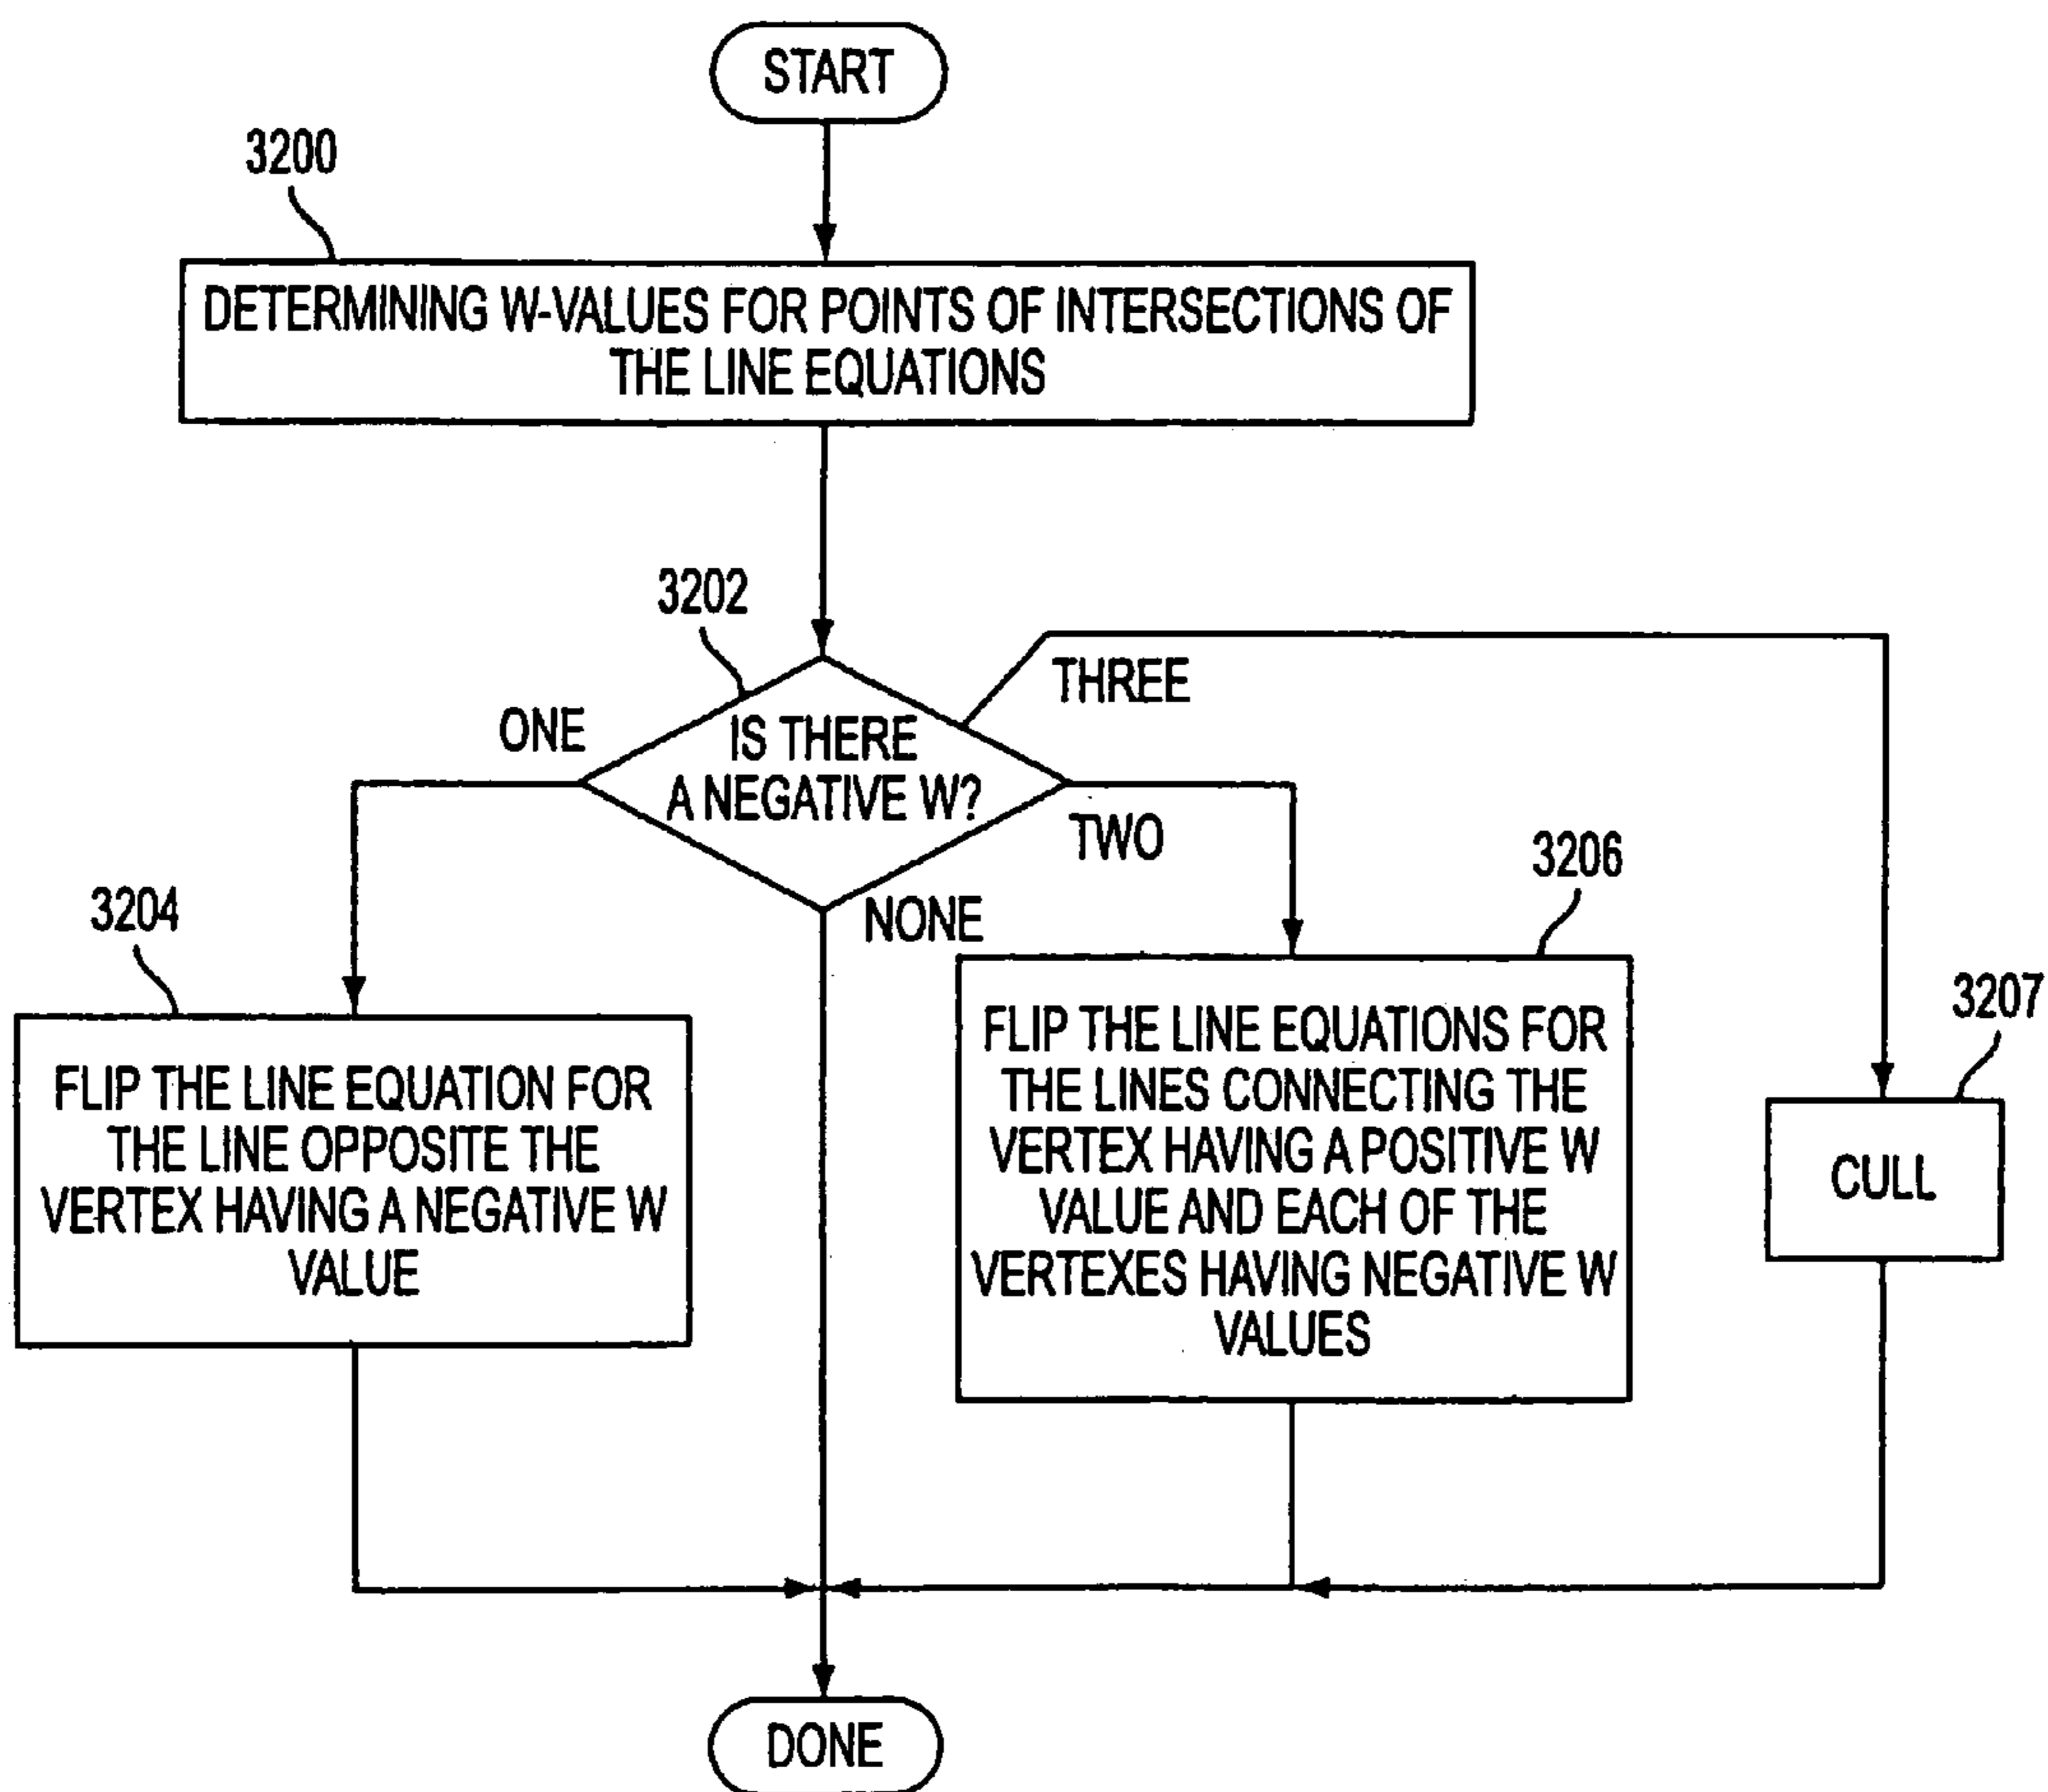 START
3200
DETERMINING W-VALUES FOR POINTS OF INTERSECTIONS OF
THE LINE EQUATIONS
3202
THREE
ONE
IS THERE
A NEGATIVE W?
TWO
NONE
3204
FLIP THE LINE EQUATION FOR
THE LINE OPPOSITE THE
VERTEX HAVING A NEGATIVE W
VALUE
3206
FLIP THE LINE EQUATIONS FOR
THE LINES CONNECTING THE
VERTEX HAVING A POSITIVE W
VALUE AND EACH OF THE
VERTEXES HAVING NEGATIVE W
VALUES
3207
CULL
DONE